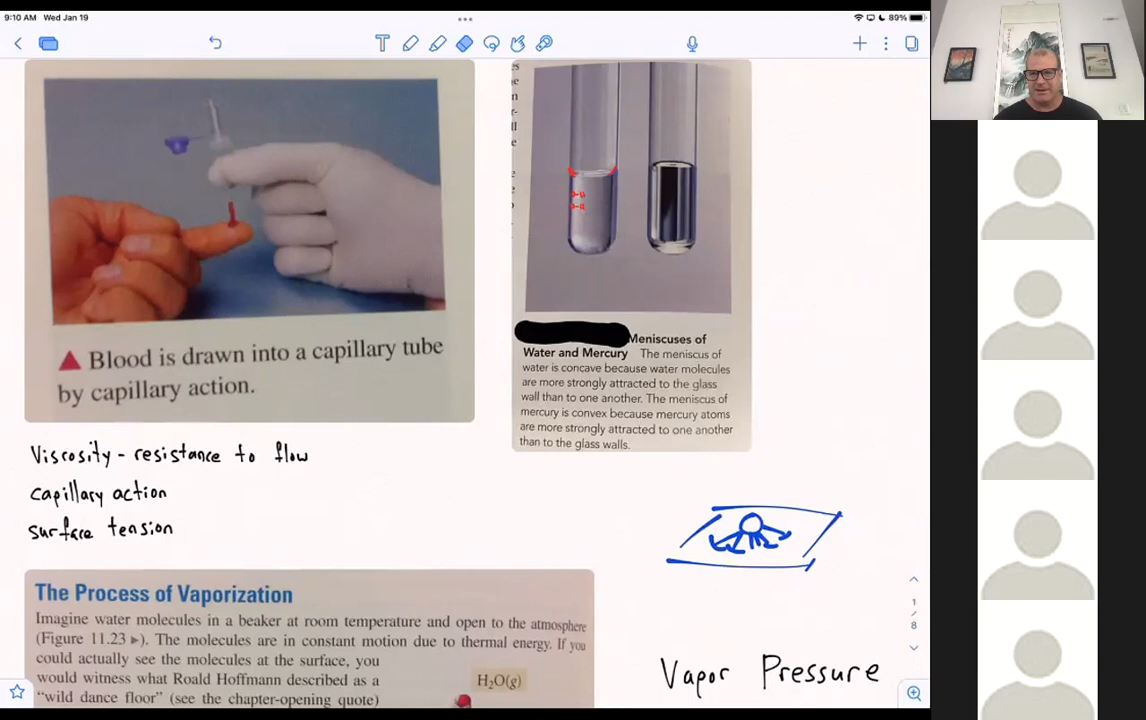 9:10 AM Wed Jan 19
89%
▲ Blood is drawn into a capillary tube
by capillary action.
Meniscuses of
Water and Mercury The meniscus of
water is concave because water molecules
are more strongly attracted to the glass
wall than to one another. The meniscus of
mercury is convex because mercury atoms
are more strongly attracted to one another
than to the glass walls.
Viscosity - resistance to flow
capillary action
surface tension
The Process of Vaporization
Imagine water molecules in a beaker at room temperature and open to the atmosphere
(Figure 11.23 ►). The molecules are in constant motion due to thermal energy. If you
could actually see the molecules at the surface, you
would witness what Roald Hoffmann described as a
“wild dance floor” (see the chapter-opening quote)
H₂O(g)
Vapor Pressure
1
/
8